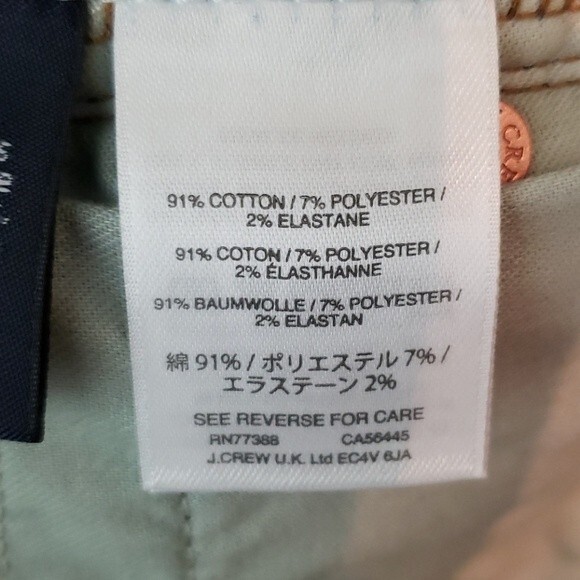 CRE
91% COTTON / 7% POLYESTER /
2% ELASTANE
91% COTON / 7% POLYESTER /
2% ÉLASTHANNE
91% BAUMWOLLE / 7% POLYESTER /
2% ELASTAN
綿 91% / ポリエステル 7% /
エラステーン 2%
SEE REVERSE FOR CARE
RN77388 CA56445
J.CREW U.K. Ltd EC4V 6JA